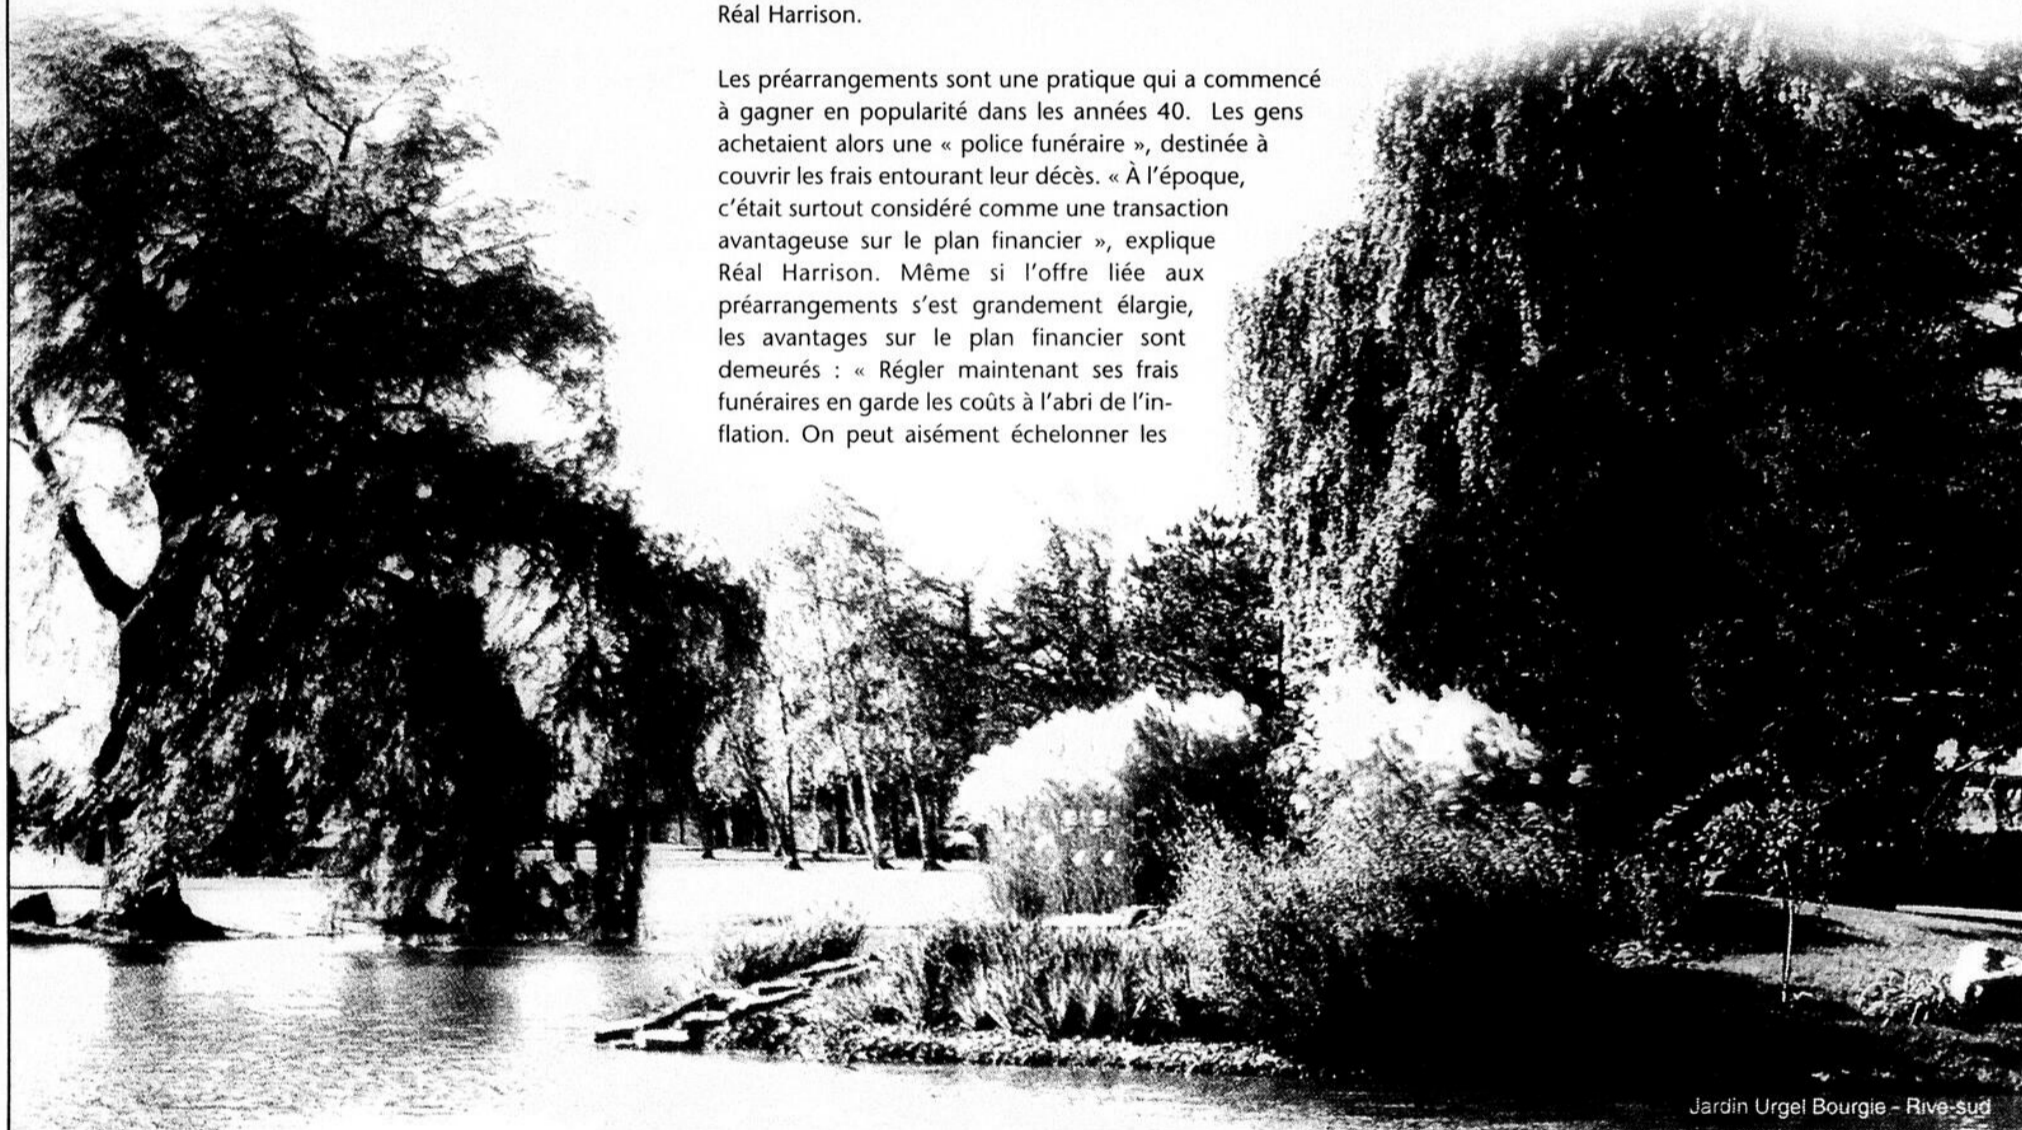 Réal Harrison.
Les préarrangements sont une pratique qui a commencé
à gagner en popularité dans les années 40. Les gens
achetaient alors une « police funéraire », destinée à
couvrir les frais entourant leur décès. « À l'époque,
c'était surtout considéré comme une transaction
avantageuse sur le plan financier », explique
Réal Harrison. Même si l'offre liée aux
préarrangements s'est grandement élargie,
les avantages sur le plan financier sont
demeurés : « Régler maintenant ses frais
funéraires en garde les coûts à l'abri de l'in-
flation. On peut aisément échelonner les
Jardin Urgel Bourgie - Rive-sud